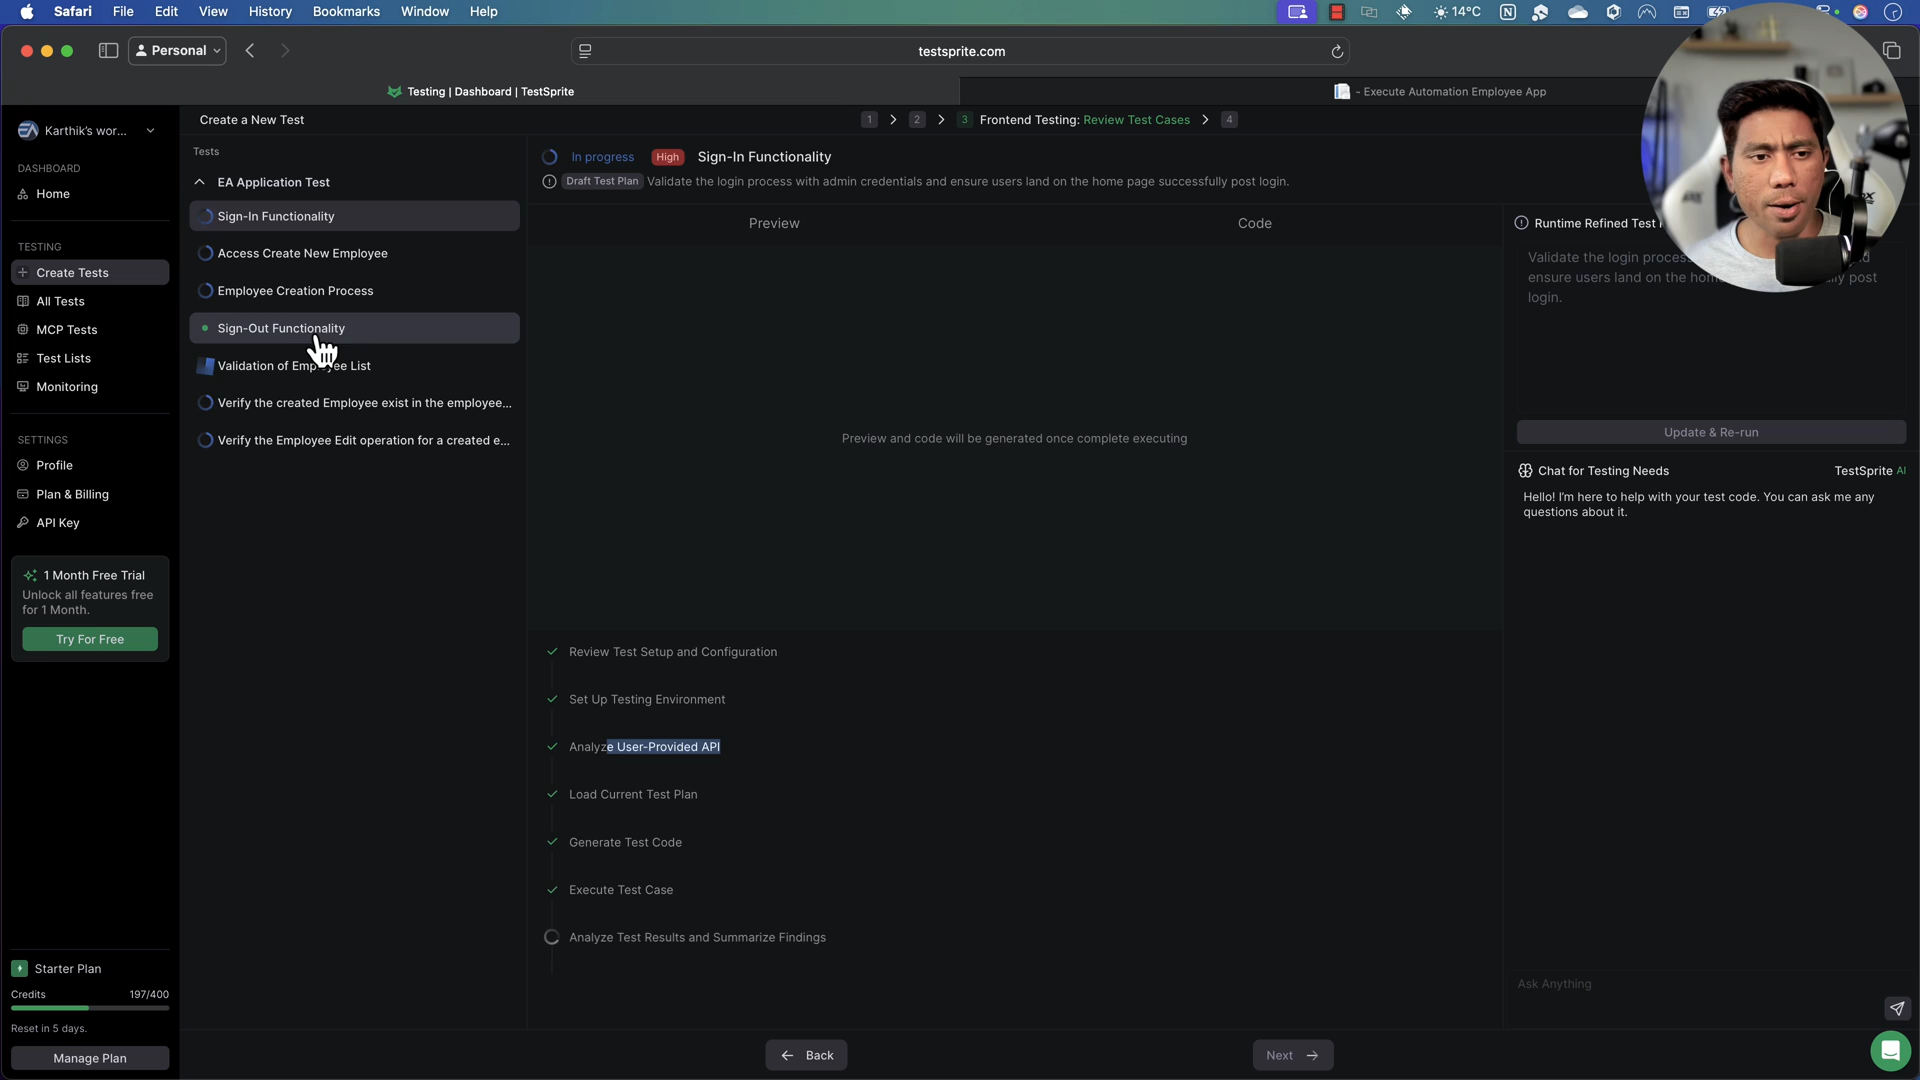 Safari File Edit View History Bookmarks Window Help
14°C
Personal
testsprite.com
Testing | Dashboard | TestSprite
- Execute Automation Employee App
Karthik's wor...
Create a New Test
1 2 3 Frontend Testing: Review Test Cases 4
DASHBOARD
Home
TESTING
Create Tests
All Tests
MCP Tests
Test Lists
Monitoring
SETTINGS
Profile
Plan & Billing
API Key
1 Month Free Trial
Unlock all features free
for 1 Month.
Try For Free
Starter Plan
Credits 197/400
Reset in 5 days.
Manage Plan
Tests
EA Application Test
Sign-In Functionality
Access Create New Employee
Employee Creation Process
Sign-Out Functionality
Validation of Employee List
Verify the created Employee exist in the employee...
Verify the Employee Edit operation for a created e...
In progress High Sign-In Functionality
Draft Test Plan Validate the login process with admin credentials and ensure users land on the home page successfully post login.
Preview Code
Preview and code will be generated once complete executing
Review Test Setup and Configuration
Set Up Testing Environment
Analyze User-Provided API
Load Current Test Plan
Generate Test Code
Execute Test Case
Analyze Test Results and Summarize Findings
Back
Next
Runtime Refined Test
Validate the login proces
ensure users land on the hom
post
login.
Update & Re-run
Chat for Testing Needs TestSprite AI
Hello! I'm here to help with your test code. You can ask me any
questions about it.
Ask Anything